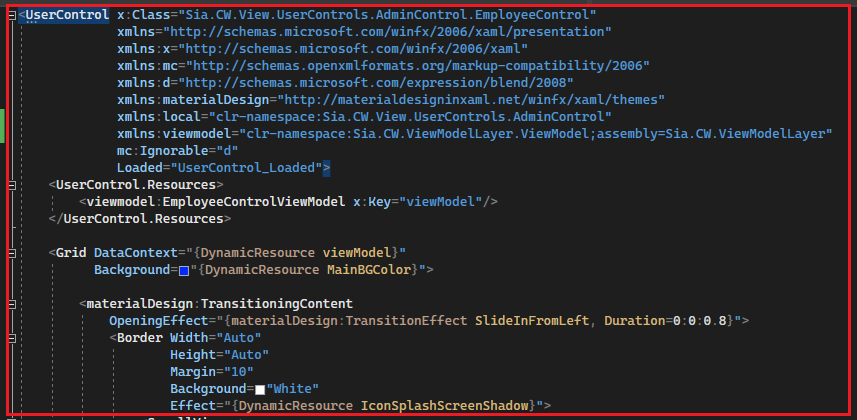 <UserControl x:Class="Sia.CW.View.UserControls.AdminControl.EmployeeControl"
xmlns="http://schemas.microsoft.com/winfx/2006/xaml/presentation"
xmlns:x="http://schemas.microsoft.com/winfx/2006/xaml"
xmlns:mc="http://schemas.openxmlformats.org/markup-compatibility/2006"
xmlns:d="http://schemas.microsoft.com/expression/blend/2008"
xmlns:materialDesign="http://materialdesigninxaml.net/winfx/xaml/themes"
xmlns:local="clr-namespace:Sia.CW.View.UserControls.AdminControl"
xmlns:viewmodel="clr-namespace:Sia.CW.ViewModelLayer.ViewModel;assembly=Sia.CW.ViewModelLayer"
mc:Ignorable="d"
Loaded="UserControl_Loaded">
<UserControl.Resources>
<viewmodel:EmployeeControlViewModel x:Key="viewModel"/>
</UserControl.Resources>
<Grid DataContext="{DynamicResource viewModel}"
Background="{DynamicResource MainBGColor}">
<materialDesign:TransitioningContent
OpeningEffect="{materialDesign:TransitionEffect SlideInFromLeft, Duration=0:0:0.8}">
<Border Width="Auto"
Height="Auto"
Margin="10"
Background="White"
Effect="{DynamicResource IconSplashScreenShadow}">